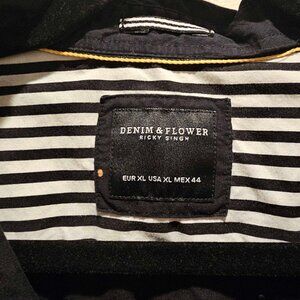 DENIM & FLOWER
RICKY SINGH
EUR XL USA XL MEX 44